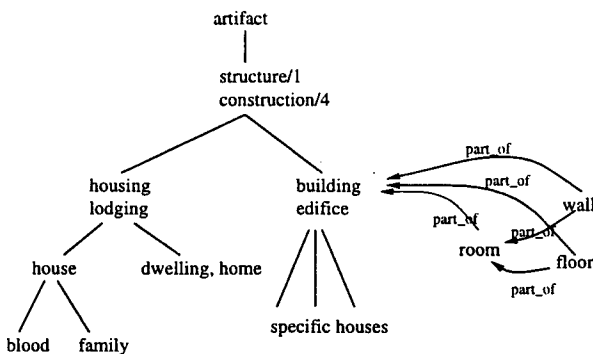 artifact
structure/1
construction/4
part_of
housing
lodging
building
edifice
part_of
wall
part_of
part_of
room
floor
house
dwelling, home
part_of
specific houses
blood
family